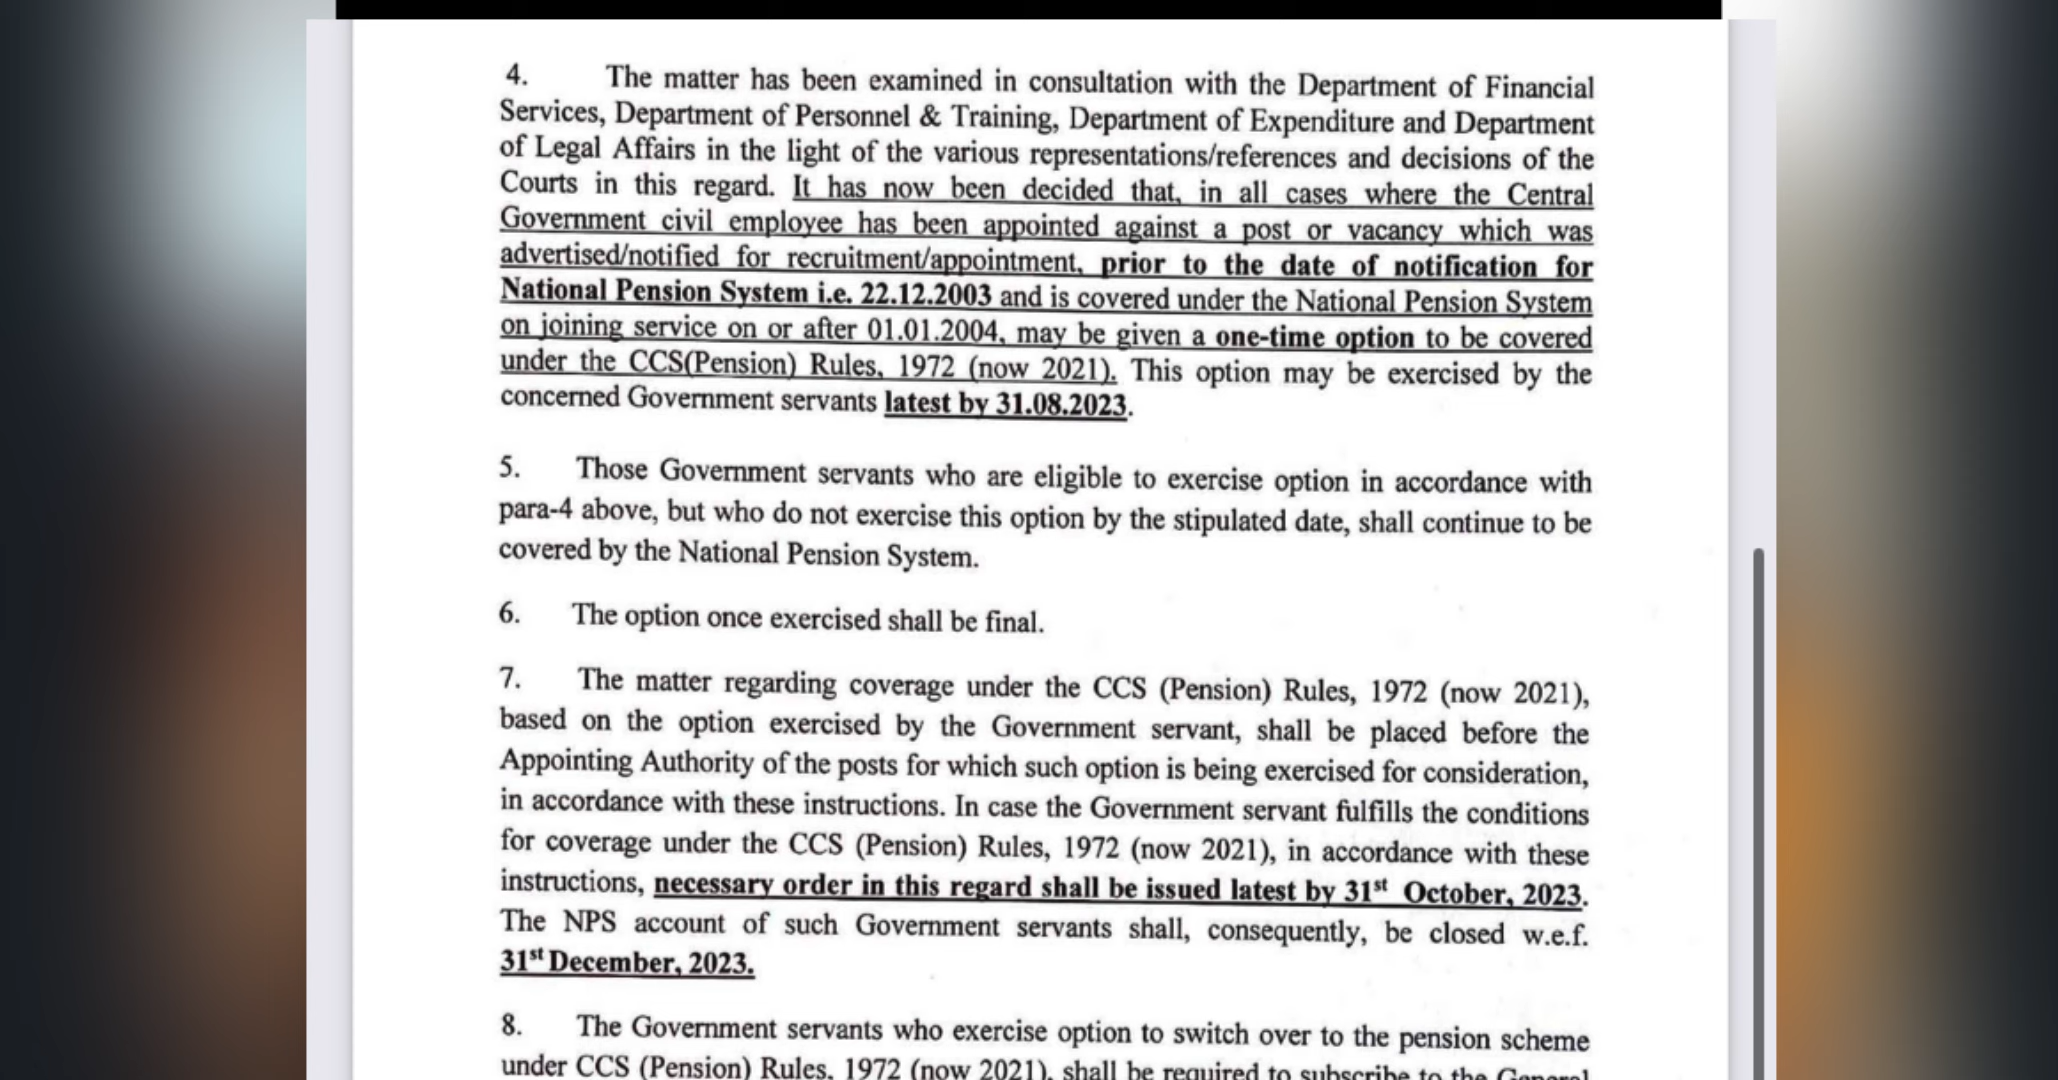 4. The matter has been examined in consultation with the Department of Financial
Services, Department of Personnel & Training, Department of Expenditure and Department
of Legal Affairs in the light of the various representations/references and decisions of the
Courts in this regard. It has now been decided that, in all cases where the Central
Government civil employee has been appointed against a post or vacancy which was
advertised/notified for recruitment/appointment, prior to the date of notification for
National Pension System i.e. 22.12.2003 and is covered under the National Pension System
on joining service on or after 01.01.2004, may be given a one-time option to be covered
under the CCS(Pension) Rules, 1972 (now 2021). This option may be exercised by the
concerned Government servants latest by 31.08.2023.
5. Those Government servants who are eligible to exercise option in accordance with
para-4 above, but who do not exercise this option by the stipulated date, shall continue to be
covered by the National Pension System.
6. The option once exercised shall be final.
7. The matter regarding coverage under the CCS (Pension) Rules, 1972 (now 2021),
based on the option exercised by the Government servant, shall be placed before the
Appointing Authority of the posts for which such option is being exercised for consideration,
in accordance with these instructions. In case the Government servant fulfills the conditions
for coverage under the CCS (Pension) Rules, 1972 (now 2021), in accordance with these
instructions, necessary order in this regard shall be issued latest by 31st October, 2023.
The NPS account of such Government servants shall, consequently, be closed w.e.f.
31st December, 2023.
8. The Government servants who exercise option to switch over to the pension scheme
under CCS (Pension) Rules, 1972 (now 2021), shall be required to subscribe to the General